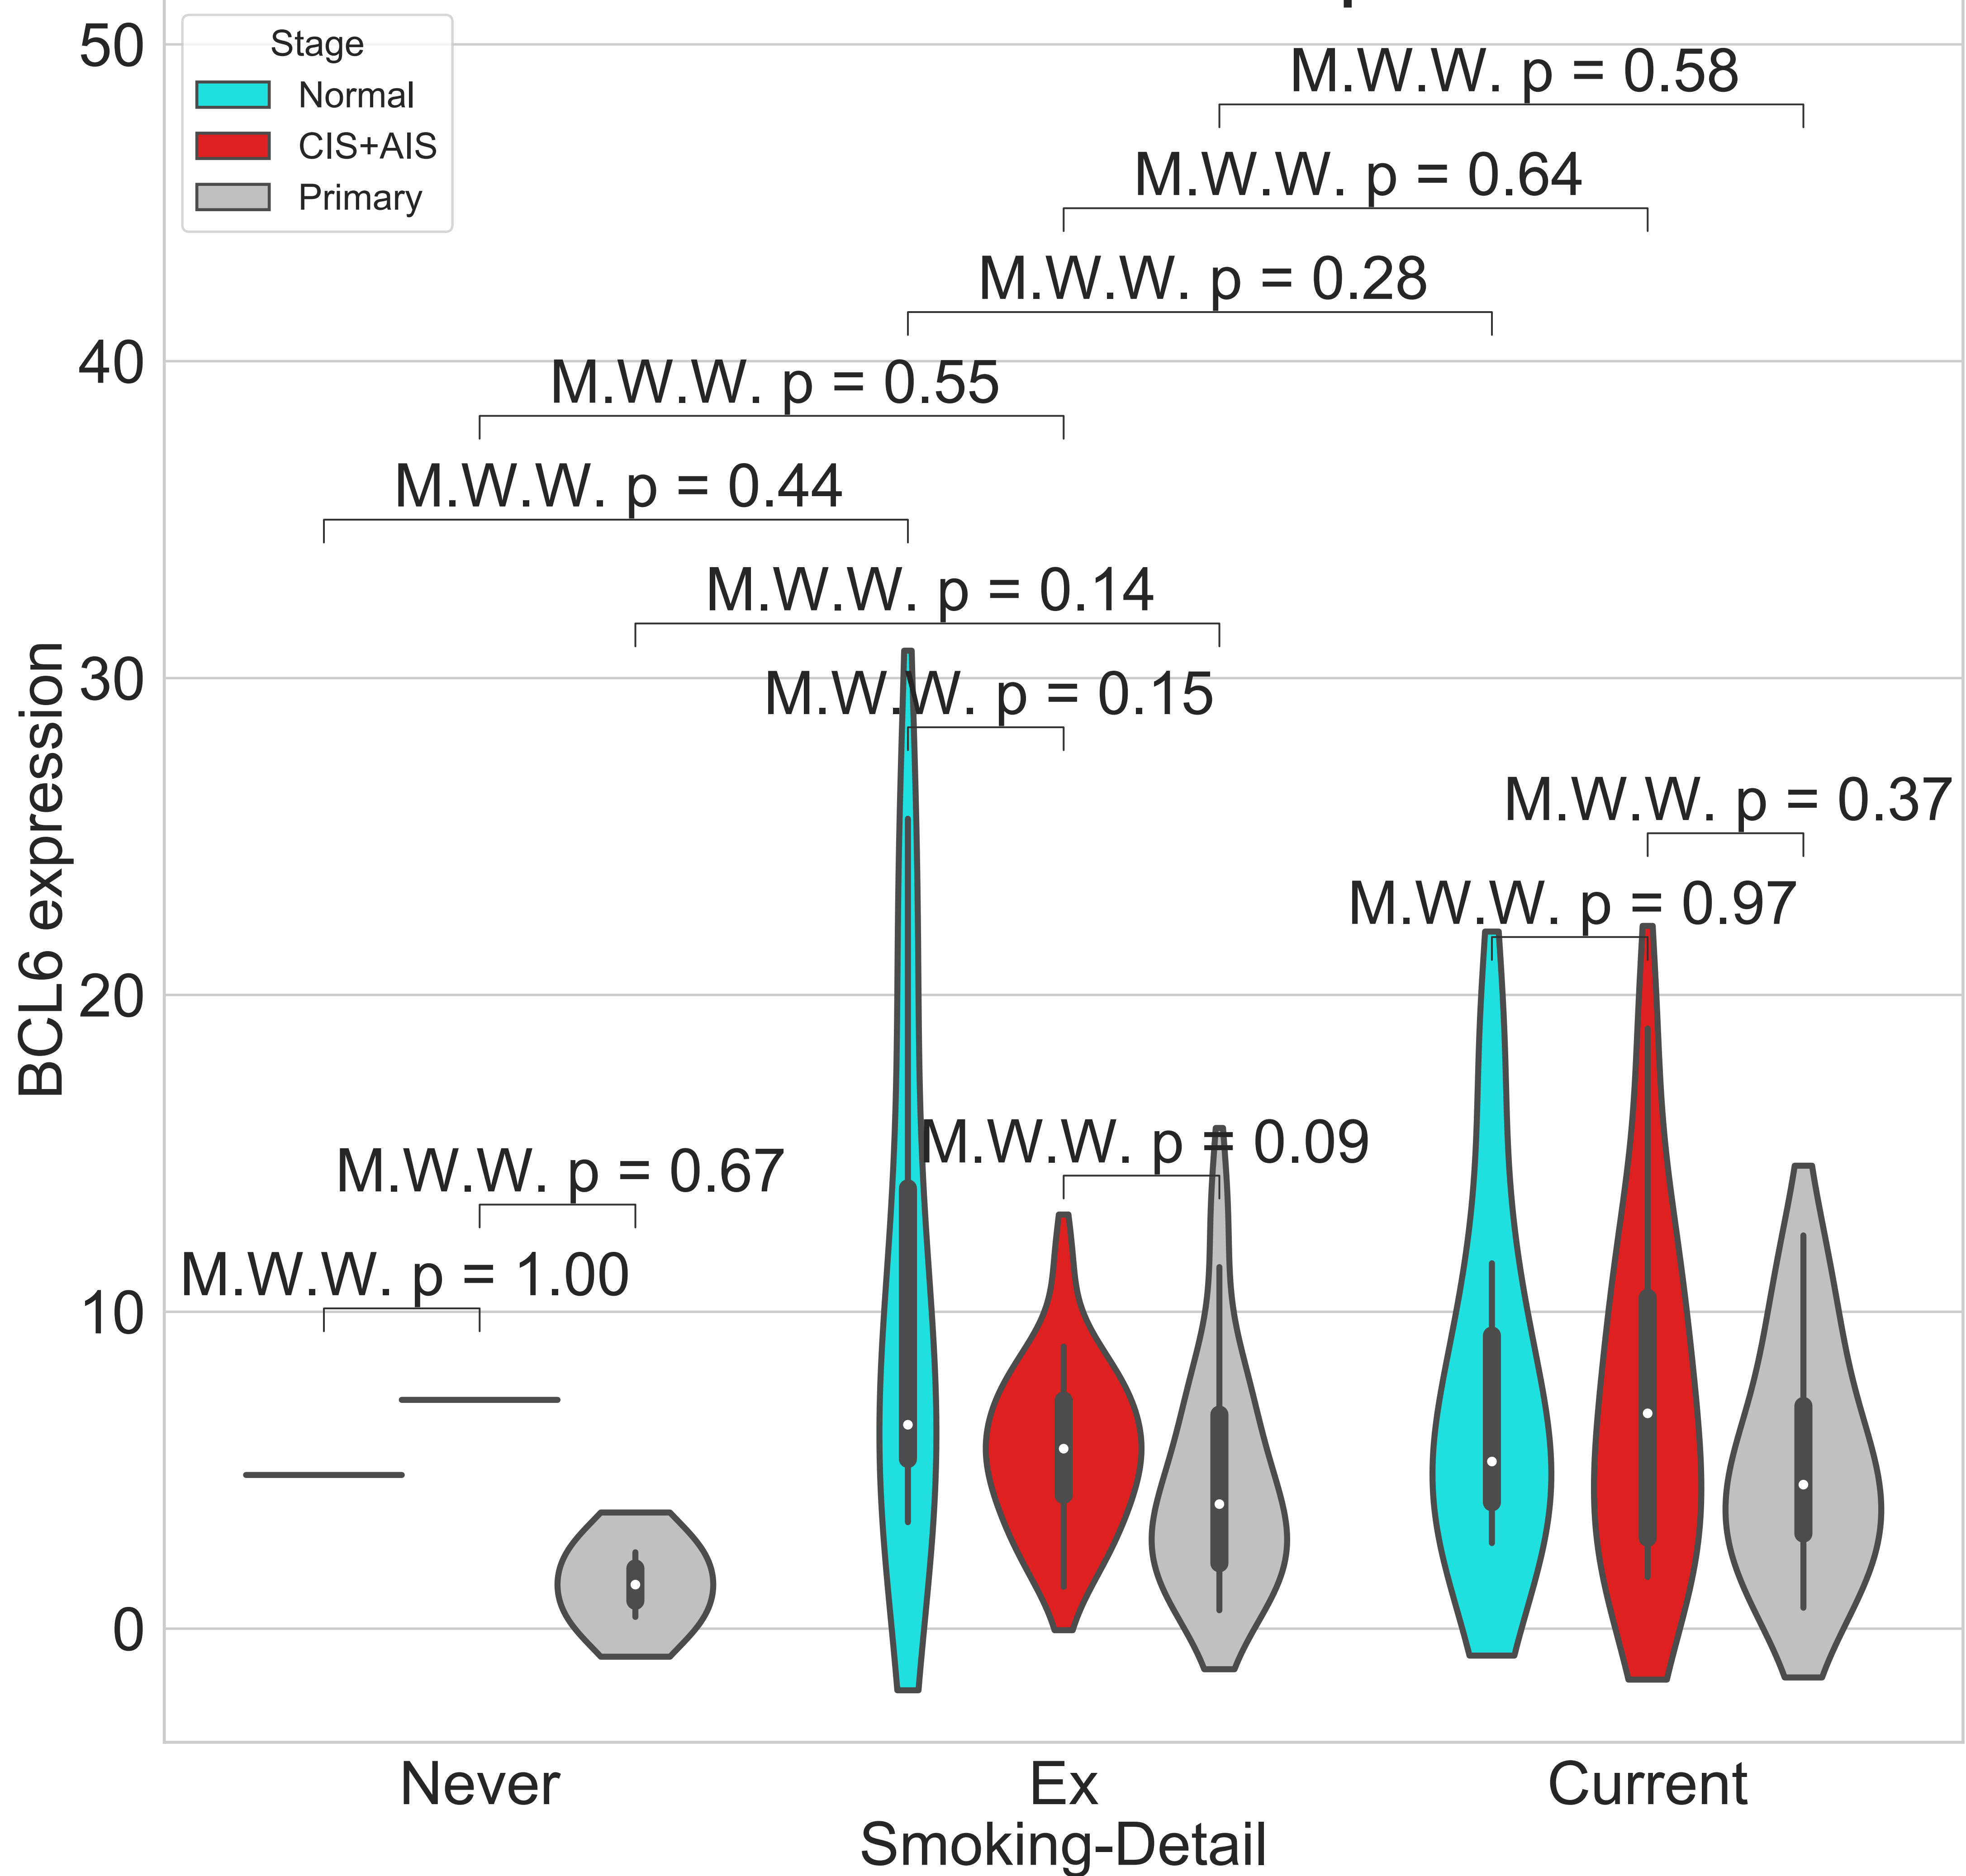 50
40
30
20
10
0
BCL6 expression
Stage
Normal
CIS+AIS
Primary
M.W.W. p = 0.58
M.W.W. p = 0.64
M.W.W. p = 0.28
M.W.W. p = 0.55
M.W.W. p = 0.44
M.W.W. p = 0.14
M.W.W. p = 0.15
M.W.W. p = 0.37
M.W.W. p = 0.97
M.W.W. p = 0.09
M.W.W. p = 0.67
M.W.W. p = 1.00
Never
Ex
Current
Smoking-Detail